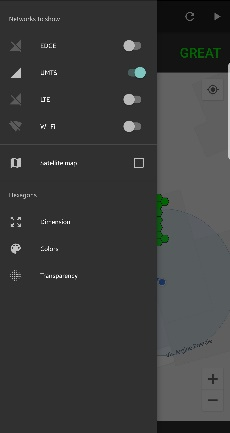 Networks to show
EDGE
GREAT
UMTS
LTE
Wi-Fi
Satellite map
Hexagons
Dimension
Colors
Transparency